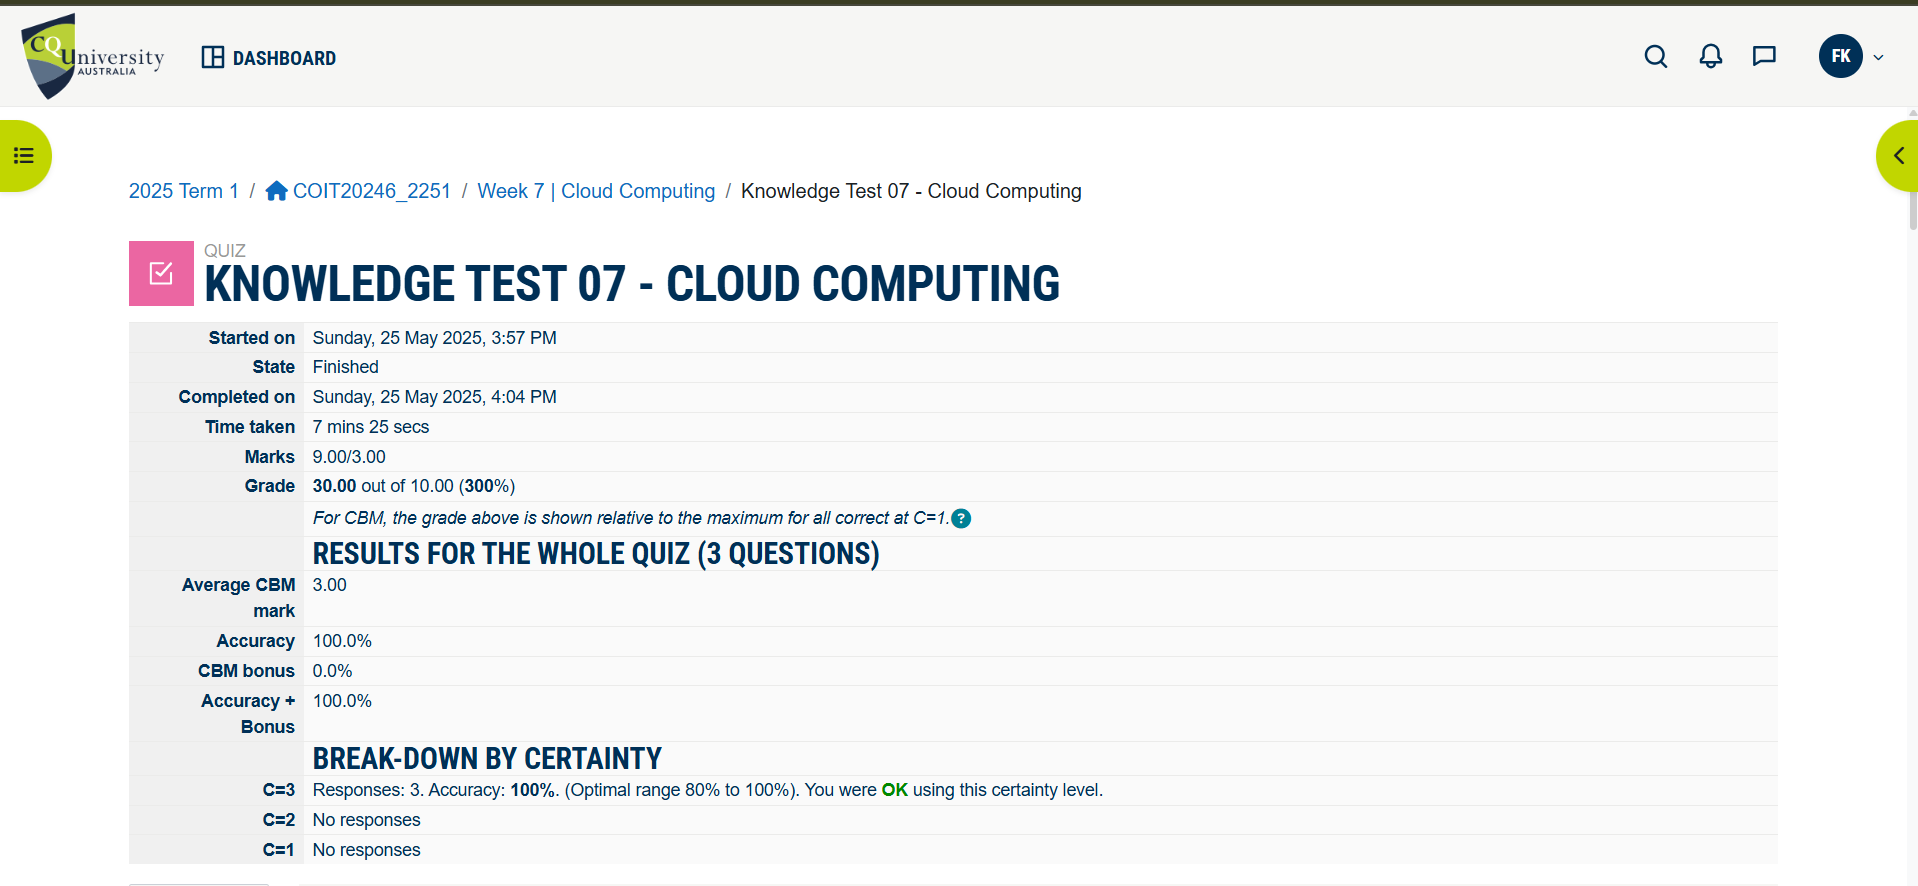 CQUniversity
AUSTRALIA
DASHBOARD
FK
2025 Term 1 / COIT20246_2251 / Week 7 | Cloud Computing / Knowledge Test 07 - Cloud Computing
QUIZ
KNOWLEDGE TEST 07 - CLOUD COMPUTING
Started on Sunday, 25 May 2025, 3:57 PM
State Finished
Completed on Sunday, 25 May 2025, 4:04 PM
Time taken 7 mins 25 secs
Marks 9.00/3.00
Grade 30.00 out of 10.00 (300%)
For CBM, the grade above is shown relative to the maximum for all correct at C=1. ?
RESULTS FOR THE WHOLE QUIZ (3 QUESTIONS)
Average CBM 3.00
mark
Accuracy 100.0%
CBM bonus 0.0%
Accuracy + 100.0%
Bonus
BREAK-DOWN BY CERTAINTY
C=3 Responses: 3. Accuracy: 100%. (Optimal range 80% to 100%). You were OK using this certainty level.
C=2 No responses
C=1 No responses